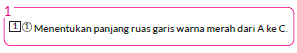 1
1 ① Menentukan panjang ruas garis warna merah dari A ke C.